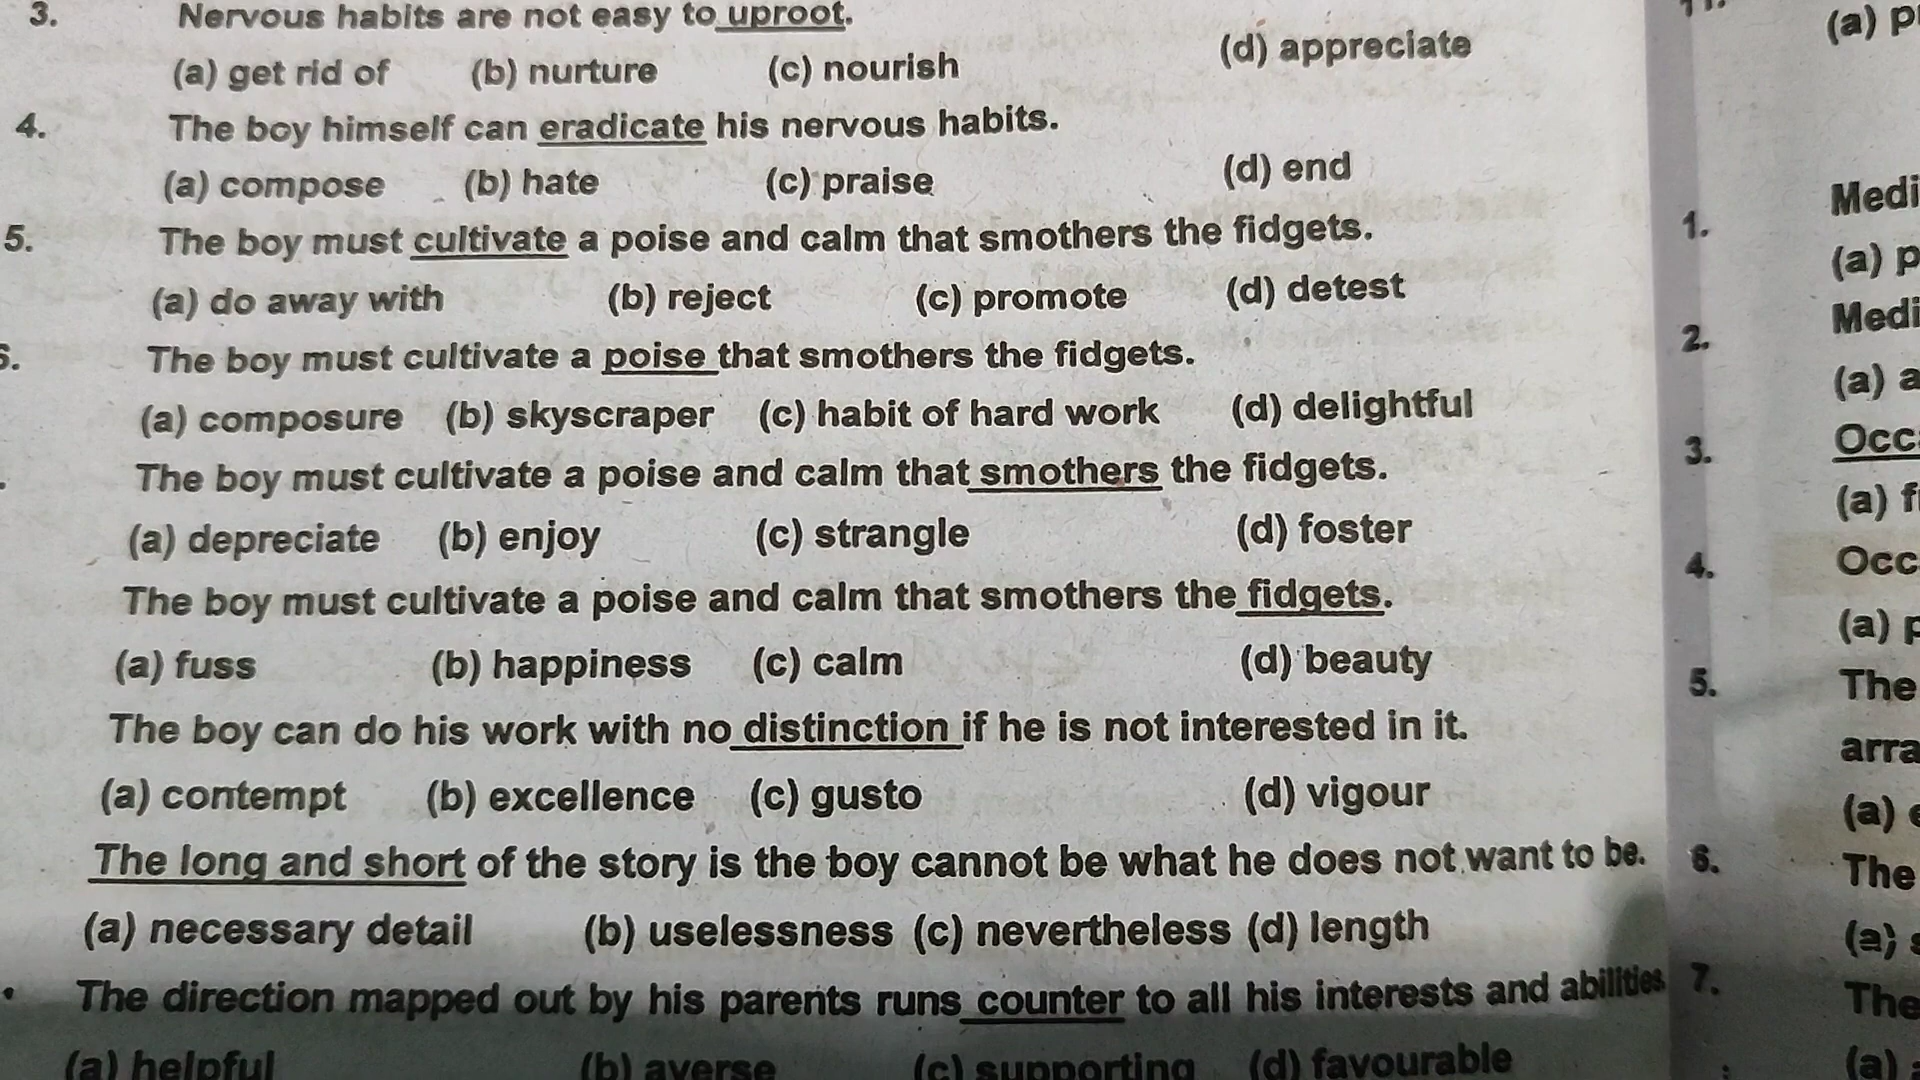 3. Nervous habits are not easy to uproot.
(a) get rid of (b) nurture (c) nourish (d) appreciate
4. The boy himself can eradicate his nervous habits.
(a) compose (b) hate (c) praise (d) end
5. The boy must cultivate a poise and calm that smothers the fidgets.
(a) do away with (b) reject (c) promote (d) detest
The boy must cultivate a poise that smothers the fidgets.
(a) composure (b) skyscraper (c) habit of hard work (d) delightful
The boy must cultivate a poise and calm that smothers the fidgets.
(a) depreciate (b) enjoy (c) strangle (d) foster
The boy must cultivate a poise and calm that smothers the fidgets.
(a) fuss (b) happiness (c) calm (d) beauty
The boy can do his work with no distinction if he is not interested in it.
(a) contempt (b) excellence (c) gusto (d) vigour
The long and short of the story is the boy cannot be what he does not want to be.
(a) necessary detail (b) uselessness (c) nevertheless (d) length
The direction mapped out by his parents runs counter to all his interests and abilities
(a) helpful (b) averse (c) supporting (d) favourable
(a)
1.
(a)
2.
(a)
3.
(a)
4.
(a)
5. The
(a)
6. The
(a)
7. The
(a)